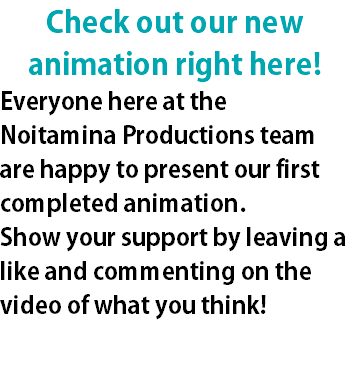 Check out our new
animation right here!
Everyone here at the
Noitamina Productions team
are happy to present our first
completed animation.
Show your support by leaving a
like and commenting on the
video of what you think!